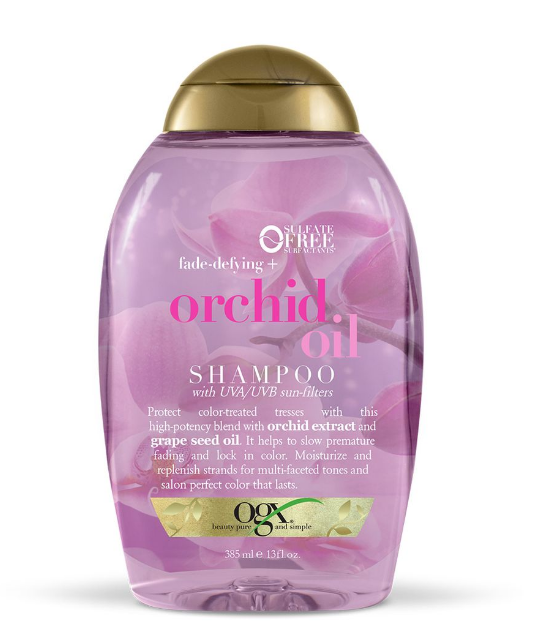 SULFATE
FREE
SURFACTANTS*
fade-defying +
orchid
oil
SHAMPOO
with UVA/UVB sun-filters
Protect color-treated tresses with this
high-potency blend with orchid extract and
grape seed oil. It helps to slow premature
fading and lock in color. Moisturize and
replenish strands for multi-faceted tones and
salon perfect color that lasts.
ogx®
beauty pure and simple
385 ml e 13fl oz.